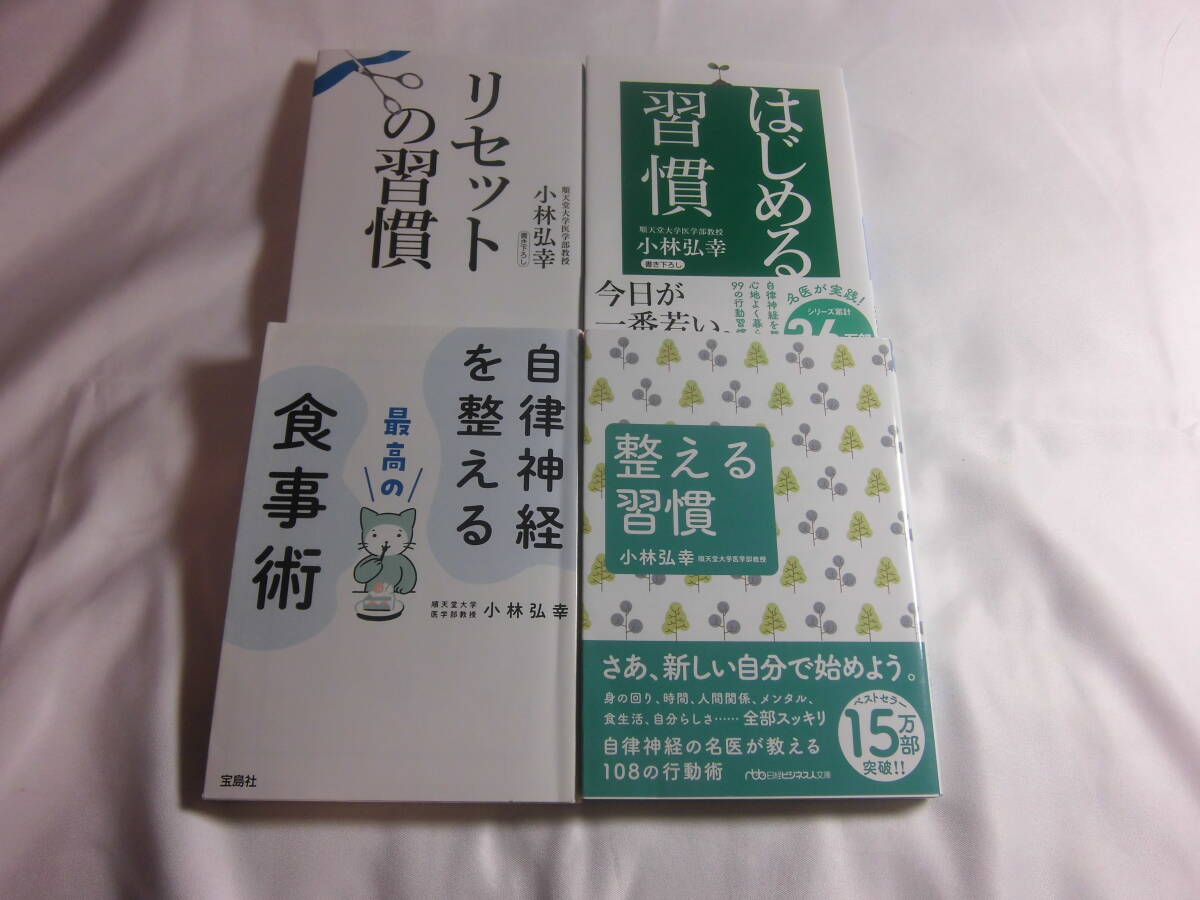 リセット
の習慣
順天堂大学医学部教授
小林弘幸
書き下ろし
はじめる
習慣
順天堂大学医学部教授
小林弘幸
書き下ろし
今日が
一番若い。
自律神経を
心地よく暮ら
99の行動習慣
名医が実践!
シリーズ累計
自律神経
を整える
最高の
食事術
順天堂大学
医学部教授
小林弘幸
宝島社
整える
習慣
小林弘幸 順天堂大学医学部教授
さあ、新しい自分で始めよう。
身の回り、時間、人間関係、メンタル、
食生活、自分らしさ……全部スッキリ
自律神経の名医が教える
108の行動術
ベストセラー
15万部
突破!!
日経ビジネス人文庫